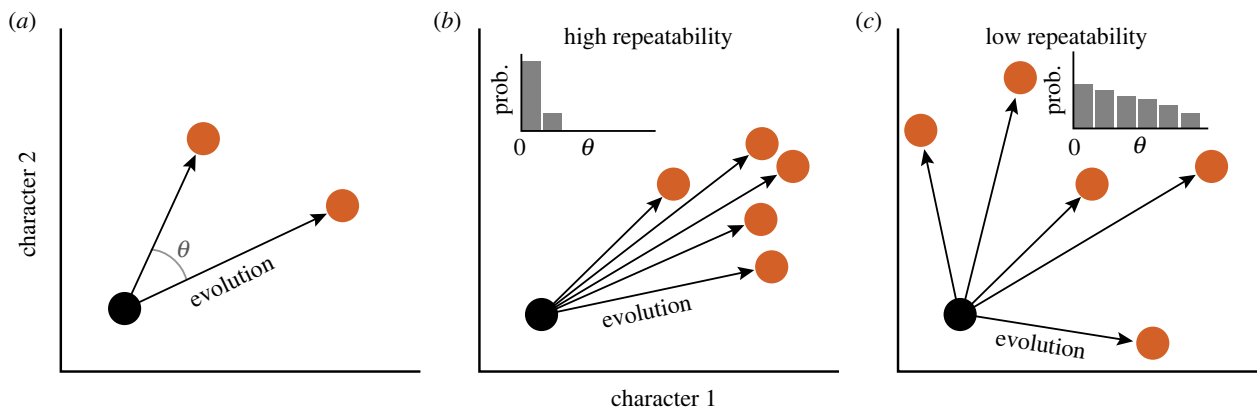 (a)
character 2
θ
evolution
(b)
high repeatability
prob.
0
θ
evolution
character 1
(c)
low repeatability
prob.
0
θ
evolution